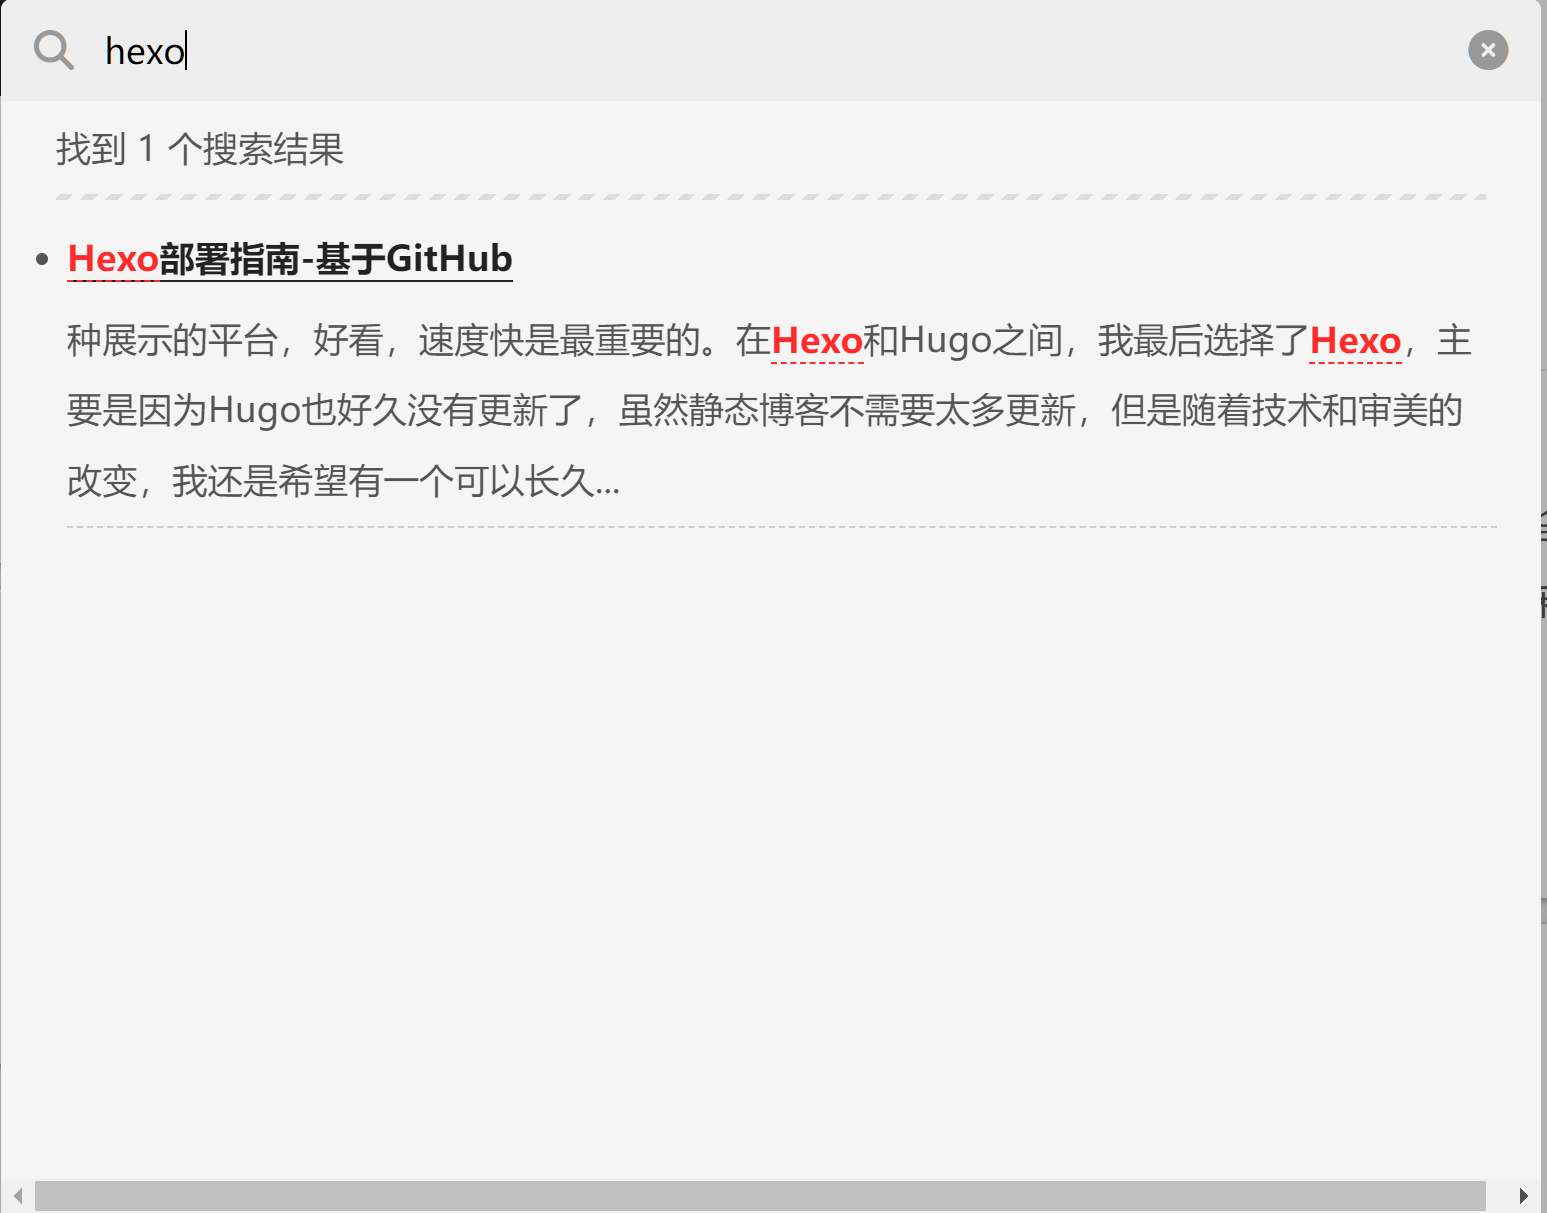 hexo
找到 1 个搜索结果
Hexo部署指南-基于GitHub
种展示的平台，好看，速度快是最重要的。在Hexo和Hugo之间，我最后选择了Hexo，主
要是因为Hugo也好久没有更新了，虽然静态博客不需要太多更新，但是随着技术和审美的
改变，我还是希望有一个可以长久...